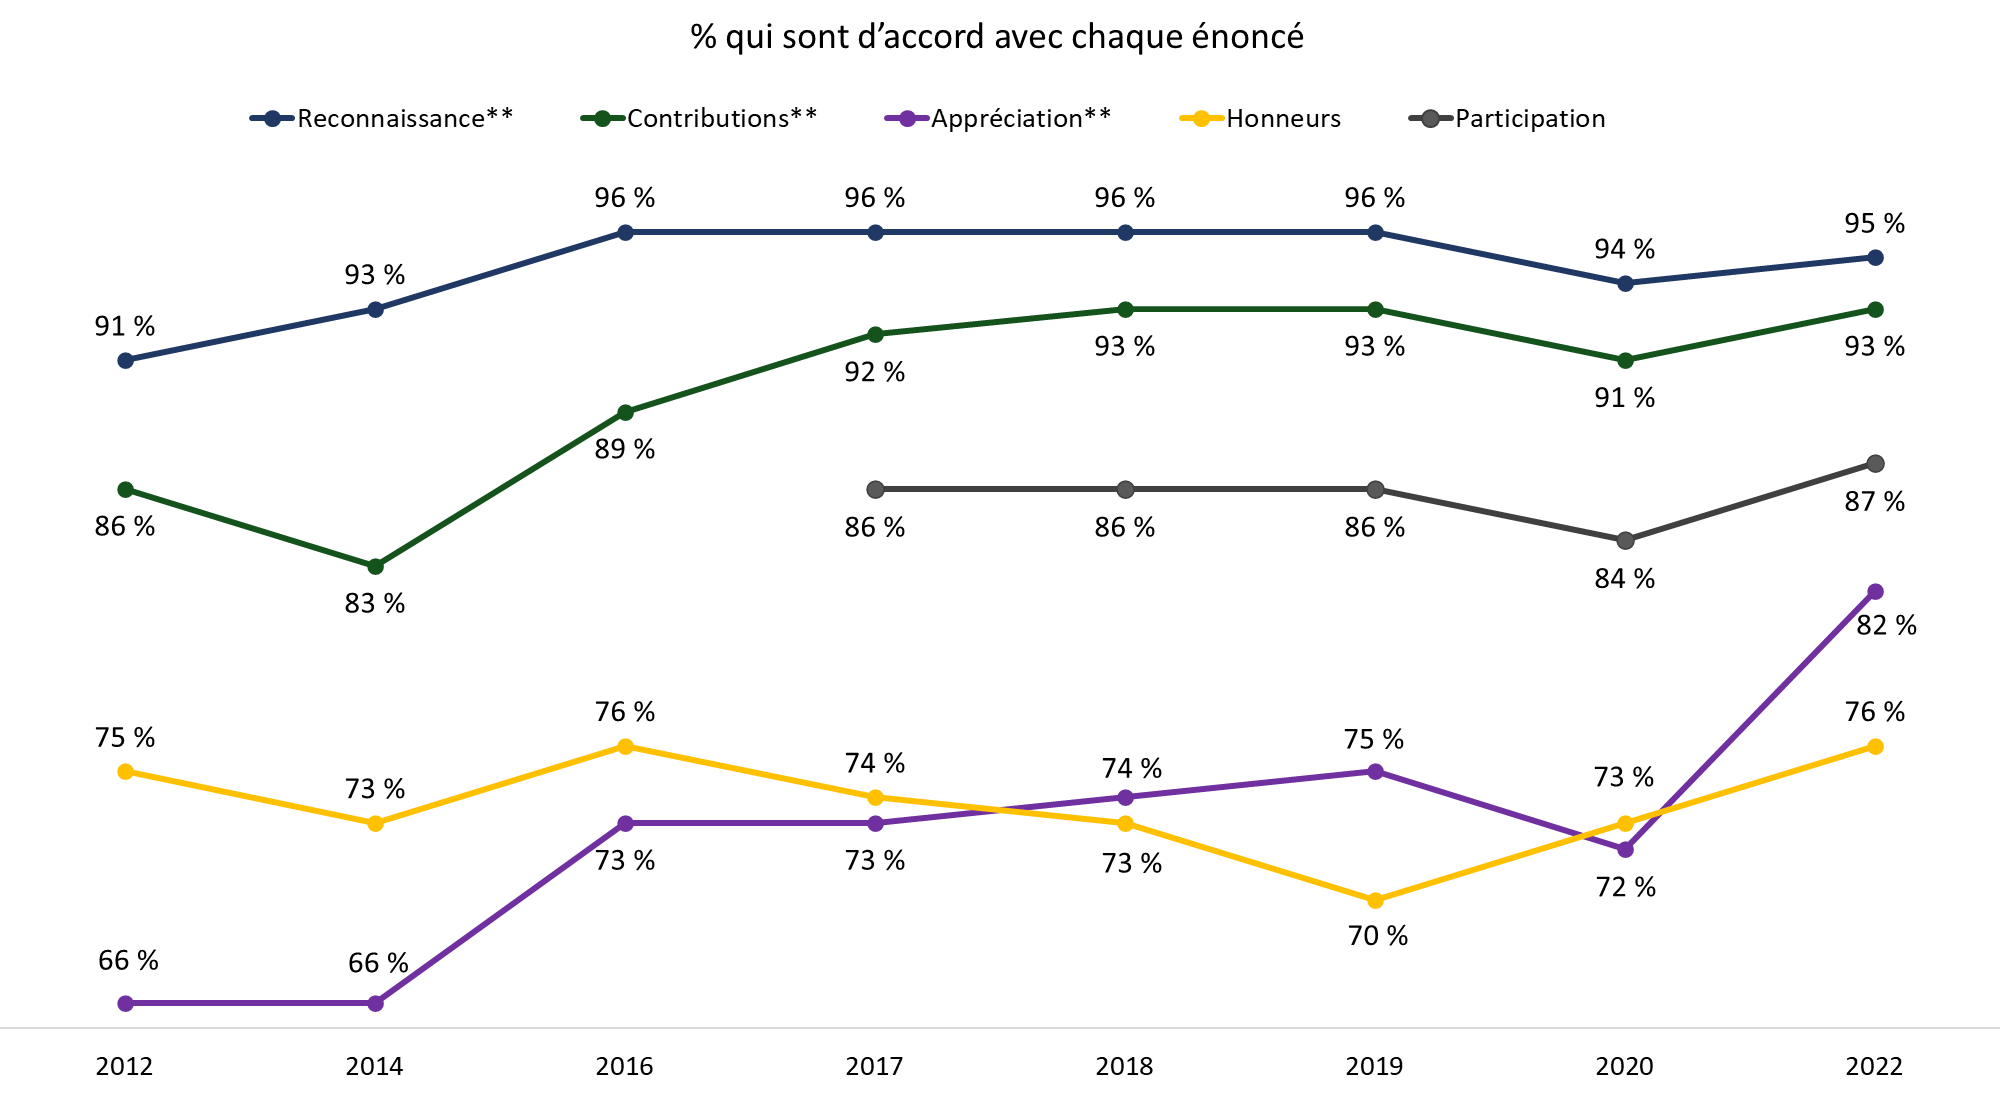 % qui sont d’accord avec chaque énoncé
Reconnaissance** Contributions** Appréciation** Honneurs Participation
96 % 96 % 96 % 96 %
95 %
94 %
93 %
91 %
93 % 93 % 93 %
92 %
91 %
89 %
87 %
86 % 86 % 86 % 86 %
84 %
83 %
82 %
76 % 76 %
75 % 75 %
74 % 74 %
73 % 73 %
73 % 73 % 73 %
72 %
70 %
66 % 66 %
2012 2014 2016 2017 2018 2019 2020 2022